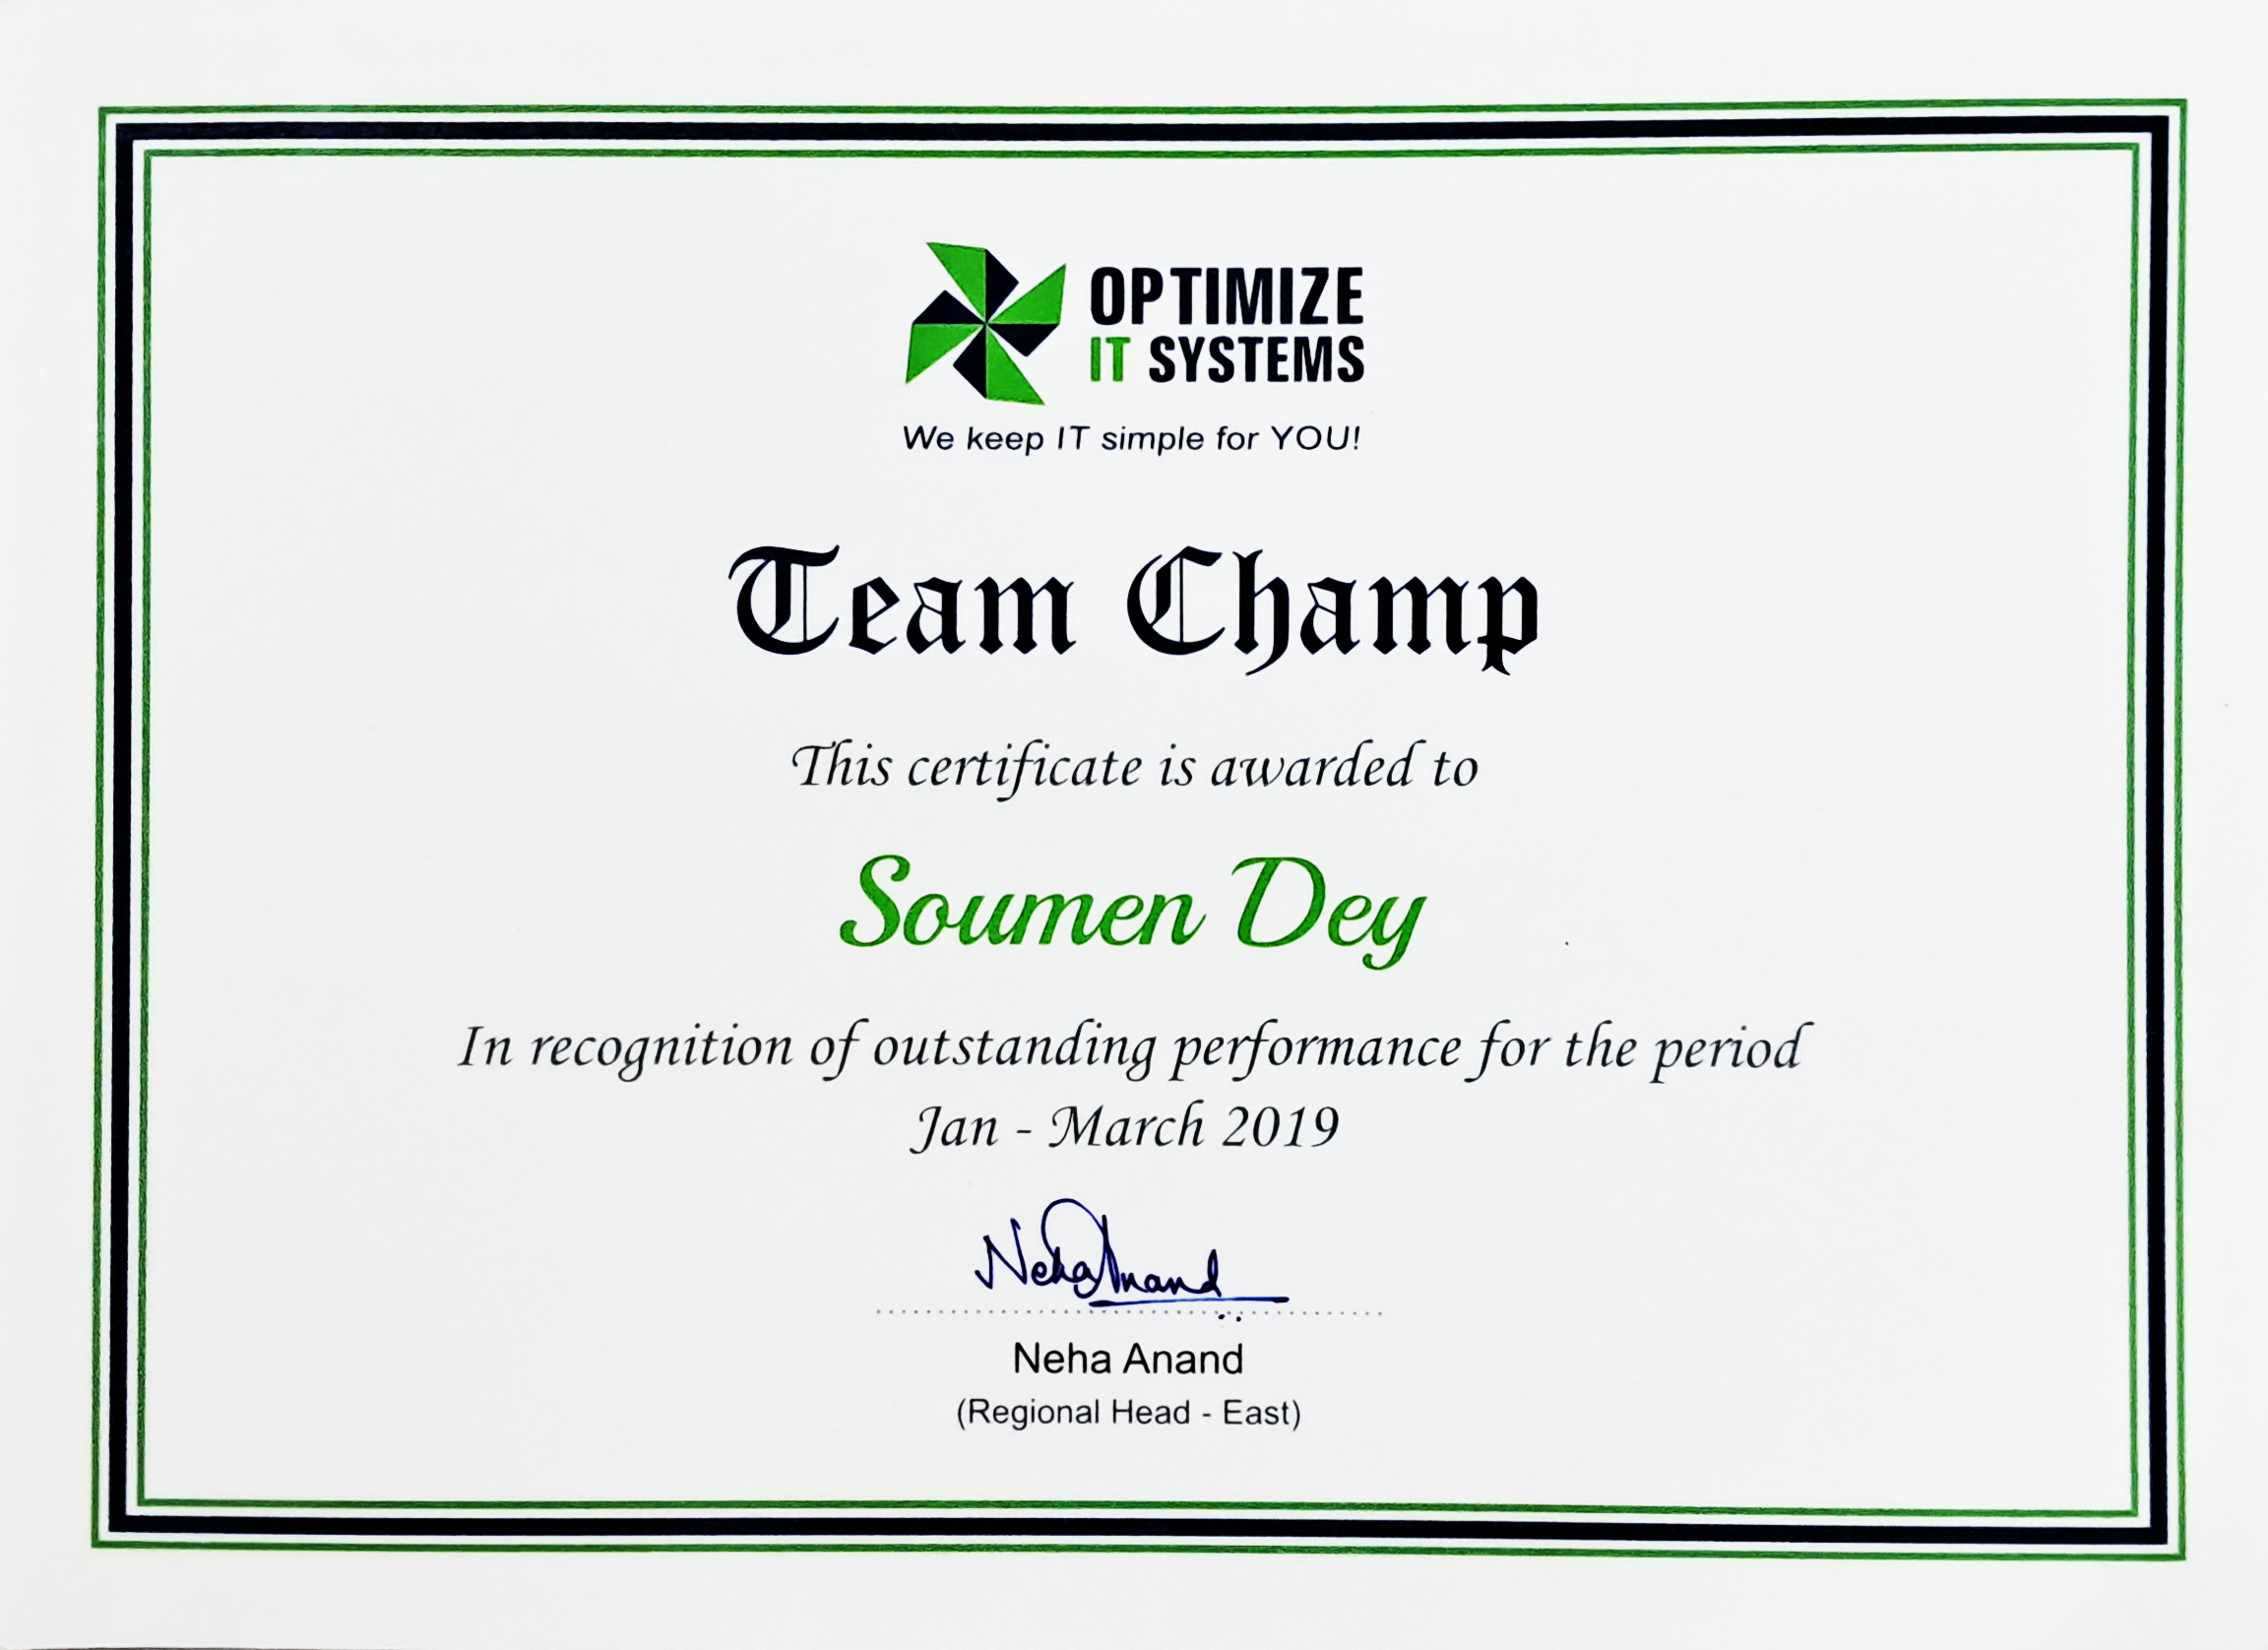 OPTIMIZE
IT SYSTEMS
We keep IT simple for YOU!
Team Champ
This certificate is awarded to
Soumen Dey
In recognition of outstanding performance for the period
Jan - March 2019
Neha Anand
Neha Anand
(Regional Head - East)